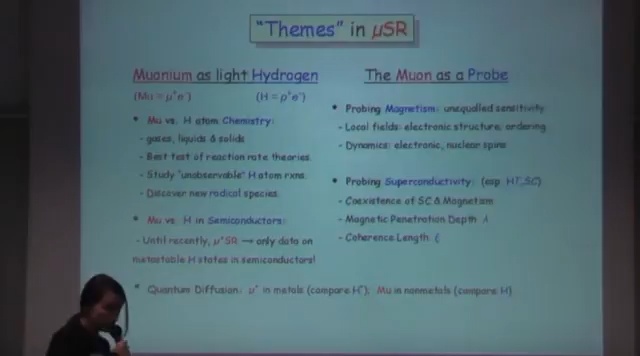 "Themes" in µSR
Muonium as light Hydrogen
(Mu = µ⁺e⁻) (H = p⁺e⁻)
• Mu vs. H atom Chemistry:
- gases, liquids & solids
- Best test of reaction rate theories.
- Study "unobservable" H atom rxns.
- Discover new radical species.
• Mu vs. H in Semiconductors:
- Until recently, µ⁺SR → only data on
metastable H states in semiconductors!
The Muon as a Probe
• Probing Magnetism: unequalled sensitivity
- Local fields: electronic structure; ordering
- Dynamics: electronic, nuclear spins
• Probing Superconductivity: (esp HTcSC)
- Coexistence of SC & Magnetism
- Magnetic Penetration Depth λ
- Coherence Length ξ
• Quantum Diffusion: µ⁺ in metals (compare H⁺); Mu in nonmetals (compare H)